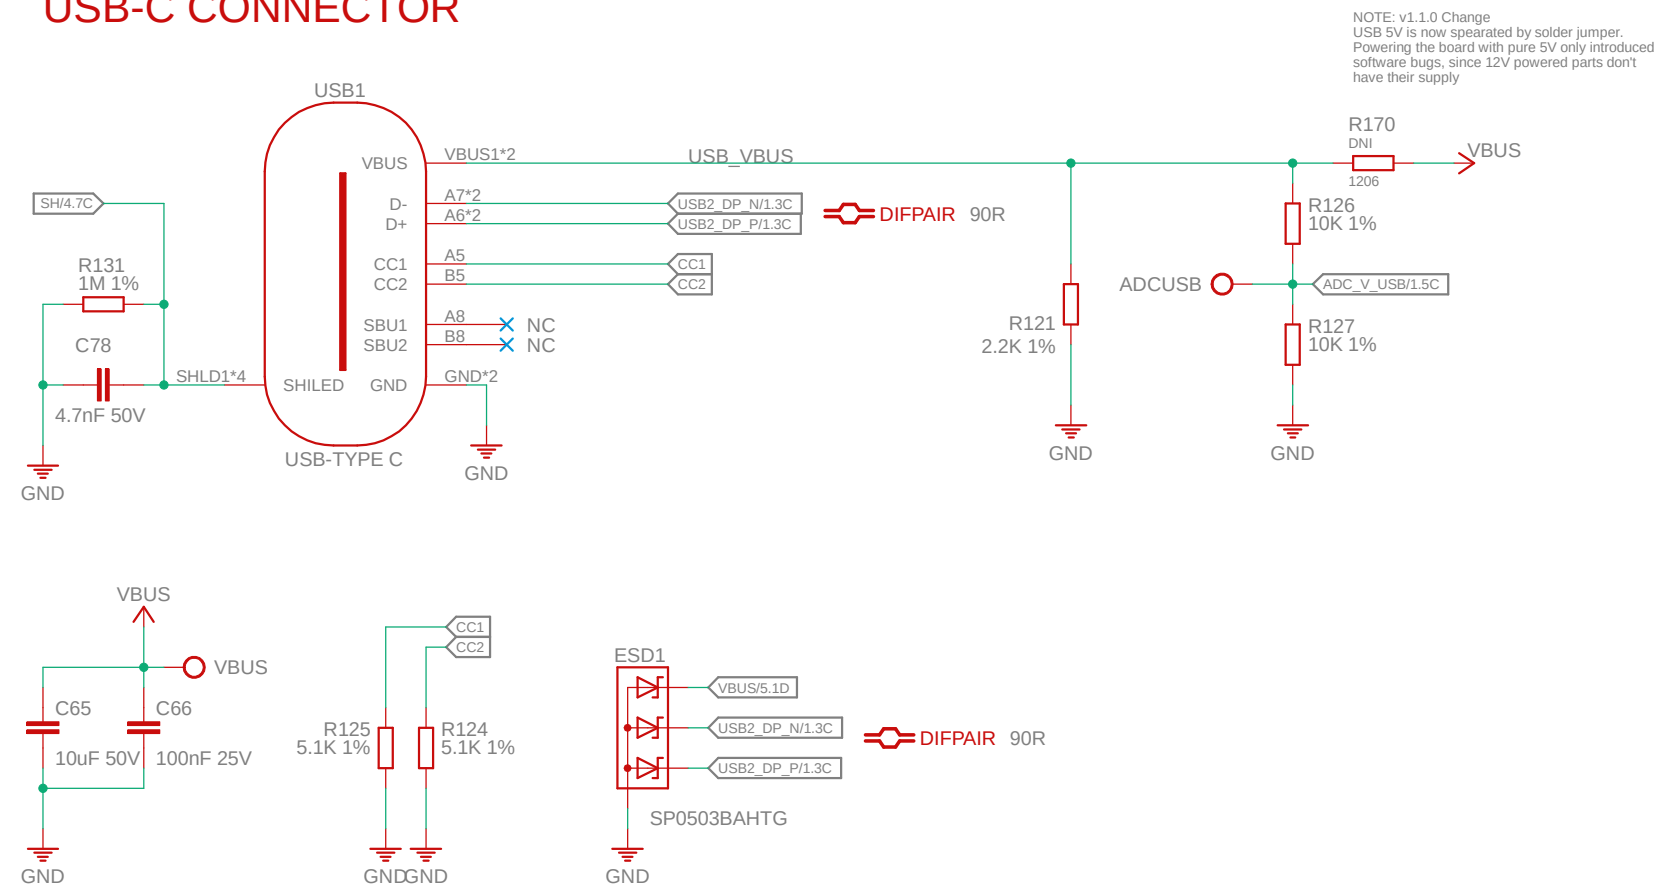 USB-C CONNECTOR
NOTE: v1.1.0 Change
USB 5V is now spearated by solder jumper.
Powering the board with pure 5V only introduced
software bugs, since 12V powered parts don't
have their supply
USB1
VBUS
VBUS1*2
USB_VBUS
R170
DNI
1206
VBUS
SH/4.7C
D-
A7*2
USB2_DP_N/1.3C
D+
A6*2
USB2_DP_P/1.3C
DIFPAIR 90R
R126
10K 1%
R131
1M 1%
CC1
A5
CC1
CC2
B5
CC2
ADCUSB
ADC_V_USB/1.5C
SBU1
A8
NC
SBU2
B8
NC
R121
2.2K 1%
R127
10K 1%
C78
4.7nF 50V
SHLD1*4
SHILED
GND
GND*2
USB-TYPE C
GND
GND
GND
GND
VBUS
VBUS
C65
10uF 50V
C66
100nF 25V
GND
CC1
CC2
R125
5.1K 1%
R124
5.1K 1%
GND
GND
ESD1
VBUS/5.1D
USB2_DP_N/1.3C
USB2_DP_P/1.3C
DIFPAIR 90R
SP0503BAHTG
GND